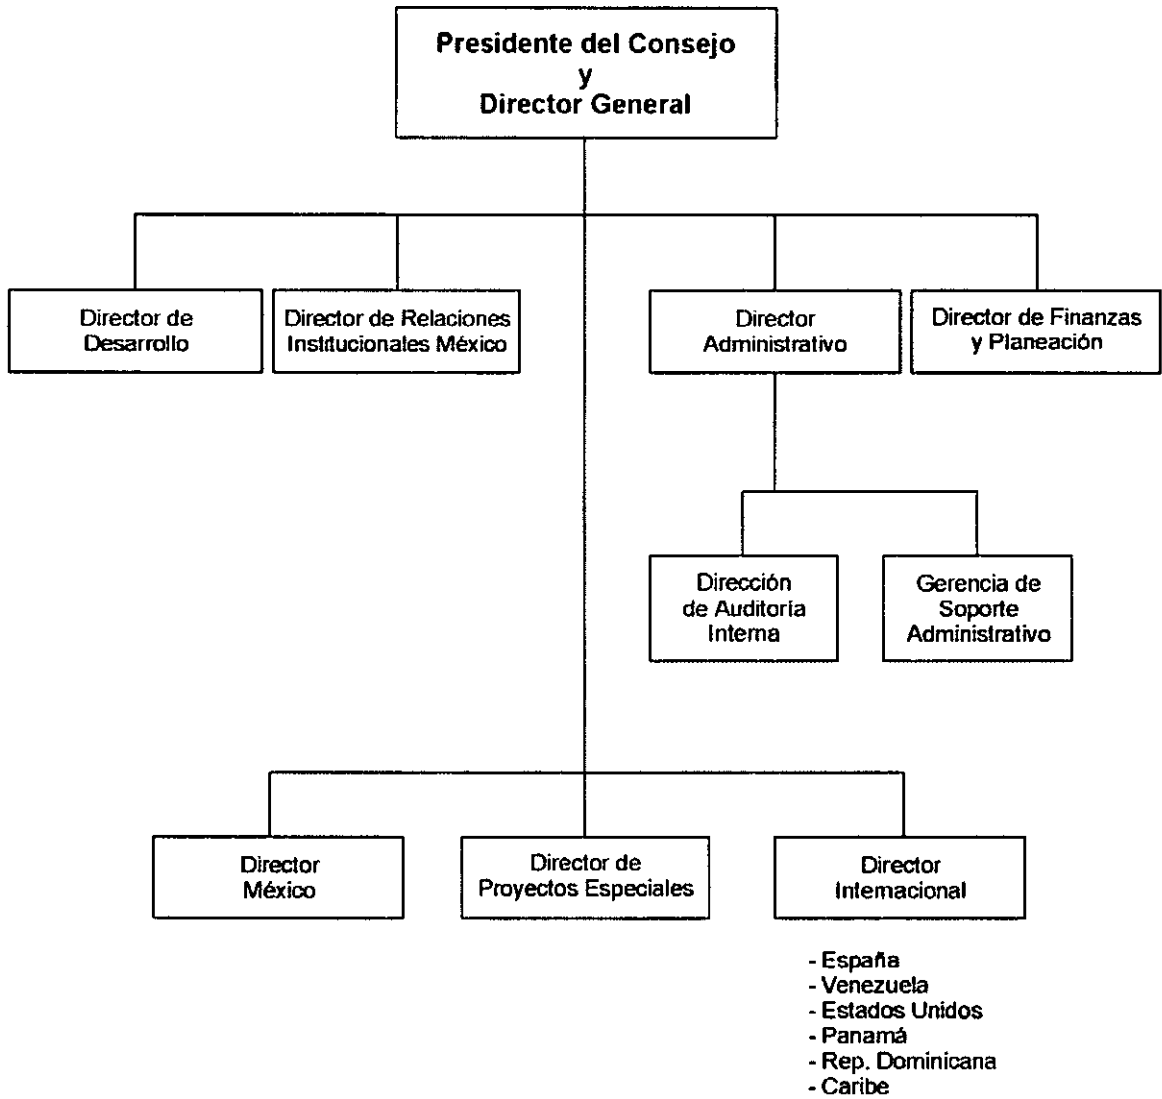 Presidente del Consejo
y
Director General
Director de
Desarrollo
Director de Relaciones
Institucionales México
Director
Administrativo
Director de Finanzas
y Planeación
Dirección
de Auditoría
Interna
Gerencia de
Soporte
Administrativo
Director
México
Director de
Proyectos Especiales
Director
Internacional
- España
- Venezuela
- Estados Unidos
- Panamá
- Rep. Dominicana
- Caribe